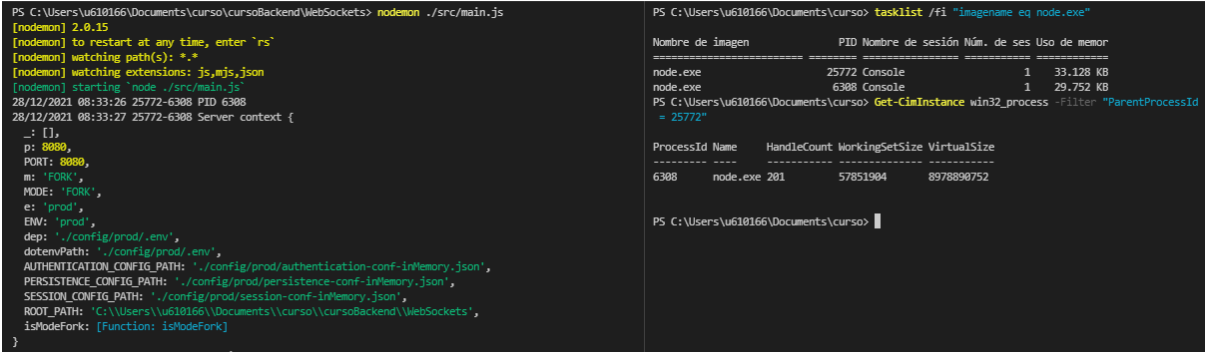 PS C:\Users\u610166\Documents\curso\cursoBackend\WebSockets> nodemon ./src/main.js
[nodemon] 2.0.15
[nodemon] to restart at any time, enter `rs`
[nodemon] watching path(s): *.*
[nodemon] watching extensions: js,mjs,json
[nodemon] starting `node ./src/main.js`
28/12/2021 08:33:26 25772-6308 PID 6308
28/12/2021 08:33:27 25772-6308 Server context {
  _: [],
  p: 8080,
  PORT: 8080,
  m: 'FORK',
  MODE: 'FORK',
  e: 'prod',
  ENV: 'prod',
  dep: './config/prod/.env',
  dotenvPath: './config/prod/.env',
  AUTHENTICATION_CONFIG_PATH: './config/prod/authentication-conf-inMemory.json',
  PERSISTENCE_CONFIG_PATH: './config/prod/persistence-conf-inMemory.json',
  SESSION_CONFIG_PATH: './config/prod/session-conf-inMemory.json',
  ROOT_PATH: 'C:\\Users\\u610166\\Documents\\curso\\cursoBackend\\WebSockets',
  isModeFork: [Function: isModeFork]
}
PS C:\Users\u610166\Documents\curso> tasklist /fi "imagename eq node.exe"
Nombre de imagen PID Nombre de sesión Núm. de ses Uso de memor
========================= ======== ================ =========== ============
node.exe 25772 Console 1 33.128 KB
node.exe 6308 Console 1 29.752 KB
PS C:\Users\u610166\Documents\curso> Get-CimInstance win32_process -Filter "ParentProcessId
 = 25772"
ProcessId Name HandleCount WorkingSetSize VirtualSize
--------- ---- ----------- -------------- -----------
6308 node.exe 201 57851904 8978890752
PS C:\Users\u610166\Documents\curso>